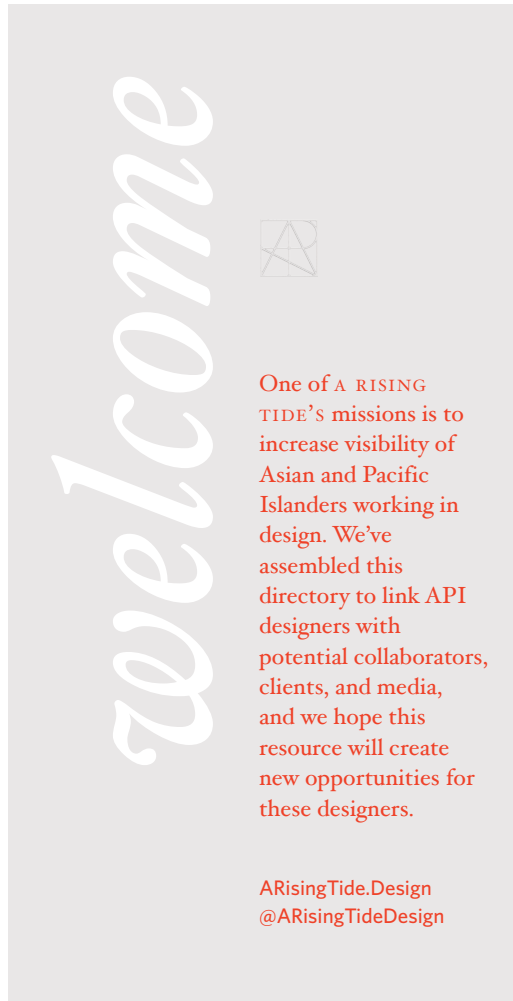 welcome
One of A RISING
TIDE’S missions is to
increase visibility of
Asian and Pacific
Islanders working in
design. We’ve
assembled this
directory to link API
designers with
potential collaborators,
clients, and media,
and we hope this
resource will create
new opportunities for
these designers.
ARisingTide.Design
@ARisingTideDesign